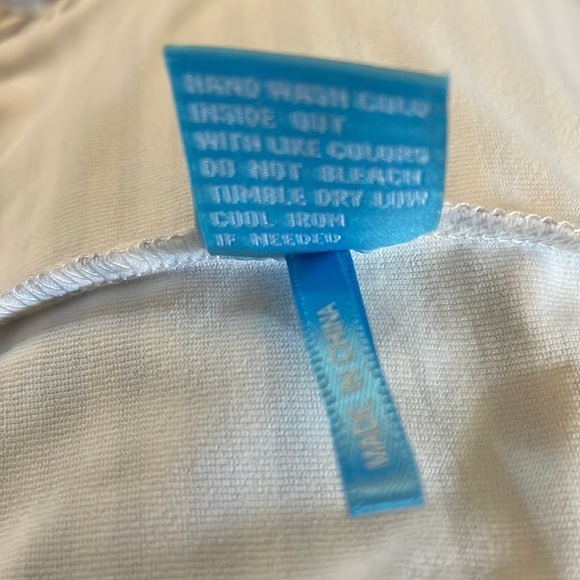 HAND WASH COLD
INSIDE OUT
WITH LIKE COLORS
DO NOT BLEACH
TUMBLE DRY LOW
COOL IRON
IF NEEDED
MADE IN CHINA